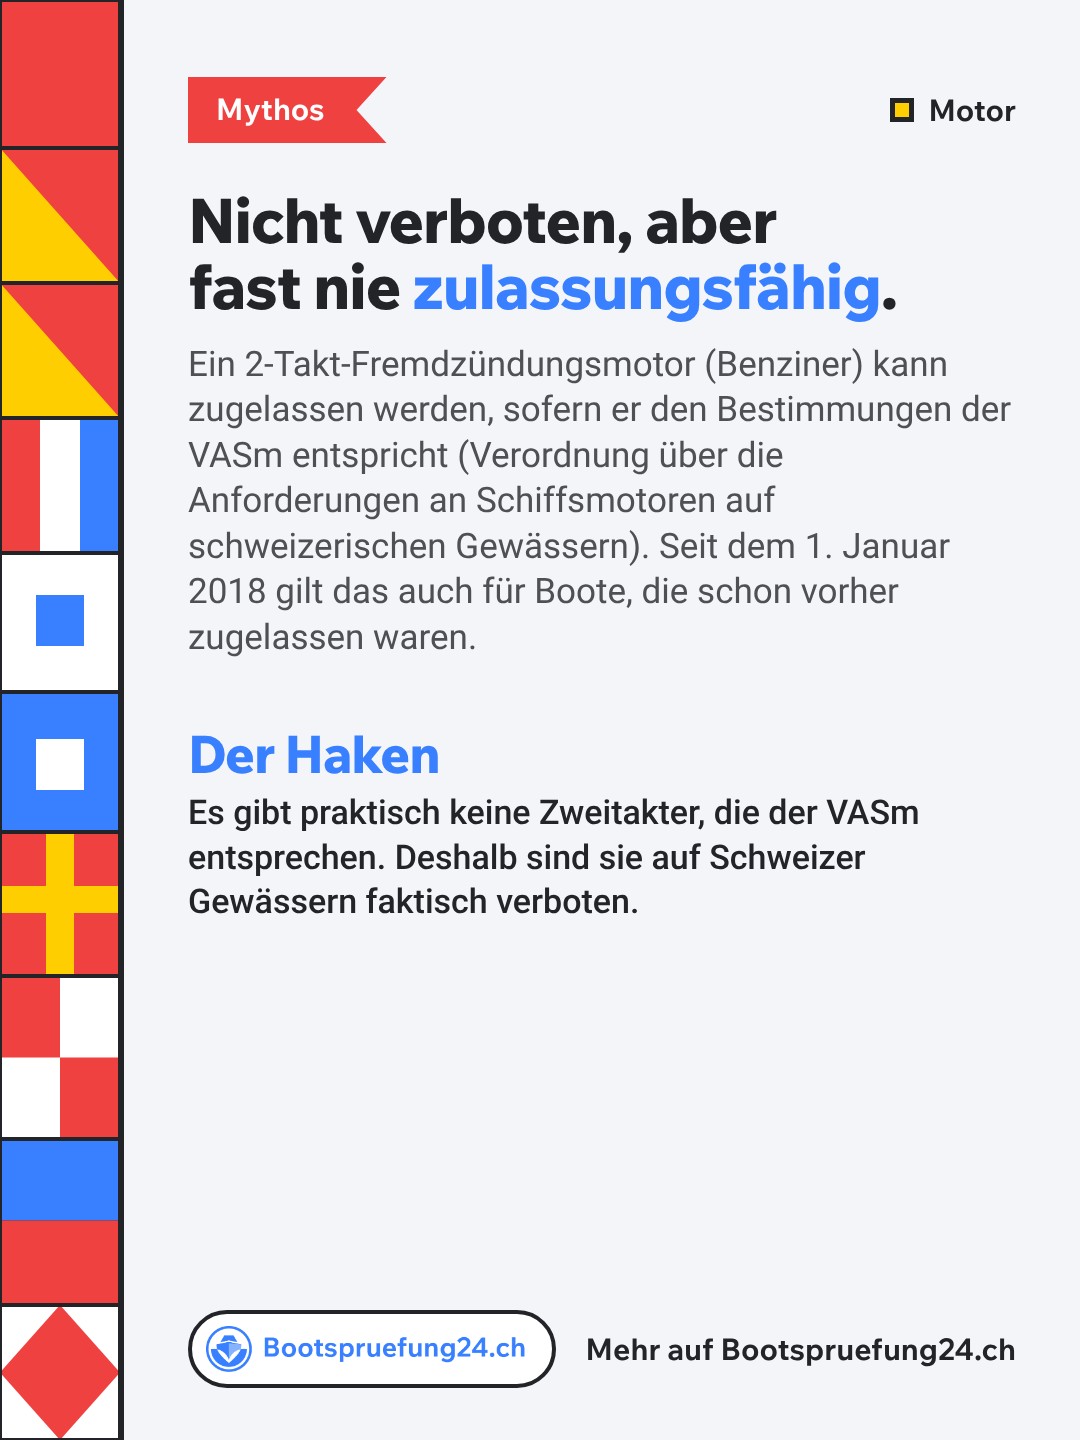 Mythos
Motor
Nicht verboten, aber
fast nie zulassungsfähig.
Ein 2-Takt-Fremdzündungsmotor (Benziner) kann
zugelassen werden, sofern er den Bestimmungen der
VASm entspricht (Verordnung über die
Anforderungen an Schiffsmotoren auf
schweizerischen Gewässern). Seit dem 1. Januar
2018 gilt das auch für Boote, die schon vorher
zugelassen waren.
Der Haken
Es gibt praktisch keine Zweitakter, die der VASm
entsprechen. Deshalb sind sie auf Schweizer
Gewässern faktisch verboten.
Bootspruefung24.ch
Mehr auf Bootspruefung24.ch